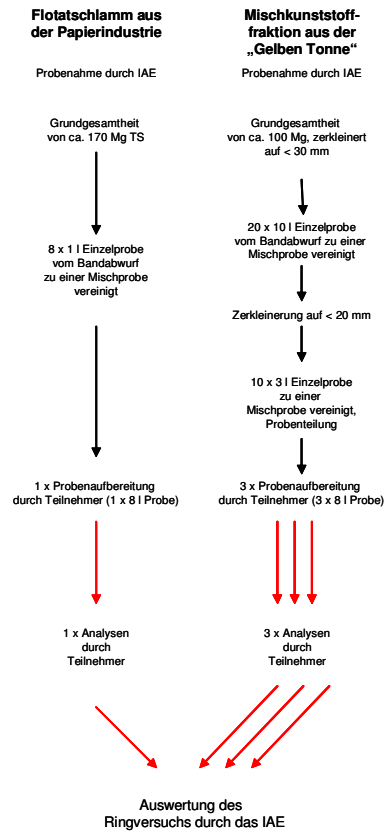 Flotatschlamm aus
der Papierindustrie
Probenahme durch IAE
Grundgesamtheit
von ca. 170 Mg TS
8 x 1 l Einzelprobe
vom Bandabwurf
zu einer Mischprobe
vereinigt
1 x Probenaufbereitung
durch Teilnehmer (1 x 8 l Probe)
1 x Analysen
durch
Teilnehmer
Mischkunststoff-
fraktion aus der
„Gelben Tonne“
Probenahme durch IAE
Grundgesamtheit
von ca. 100 Mg, zerkleinert
auf < 30 mm
20 x 10 l Einzelprobe
vom Bandabwurf zu einer
Mischprobe vereinigt
Zerkleinerung auf < 20 mm
10 x 3 l Einzelprobe
zu einer
Mischprobe vereinigt,
Probenteilung
3 x Probenaufbereitung
durch Teilnehmer (3 x 8 l Probe)
3 x Analysen
durch
Teilnehmer
Auswertung des
Ringversuchs durch das IAE